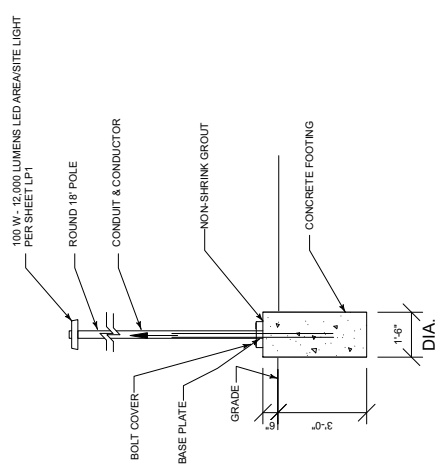 100 W - 12,000 LUMENS LED AREA/SITE LIGHT
PER SHEET LP1
ROUND 18' POLE
CONDUIT & CONDUCTOR
NON-SHRINK GROUT
CONCRETE FOOTING
BOLT COVER
BASE PLATE
GRADE
6"
3'-0"
1'-6"
DIA.